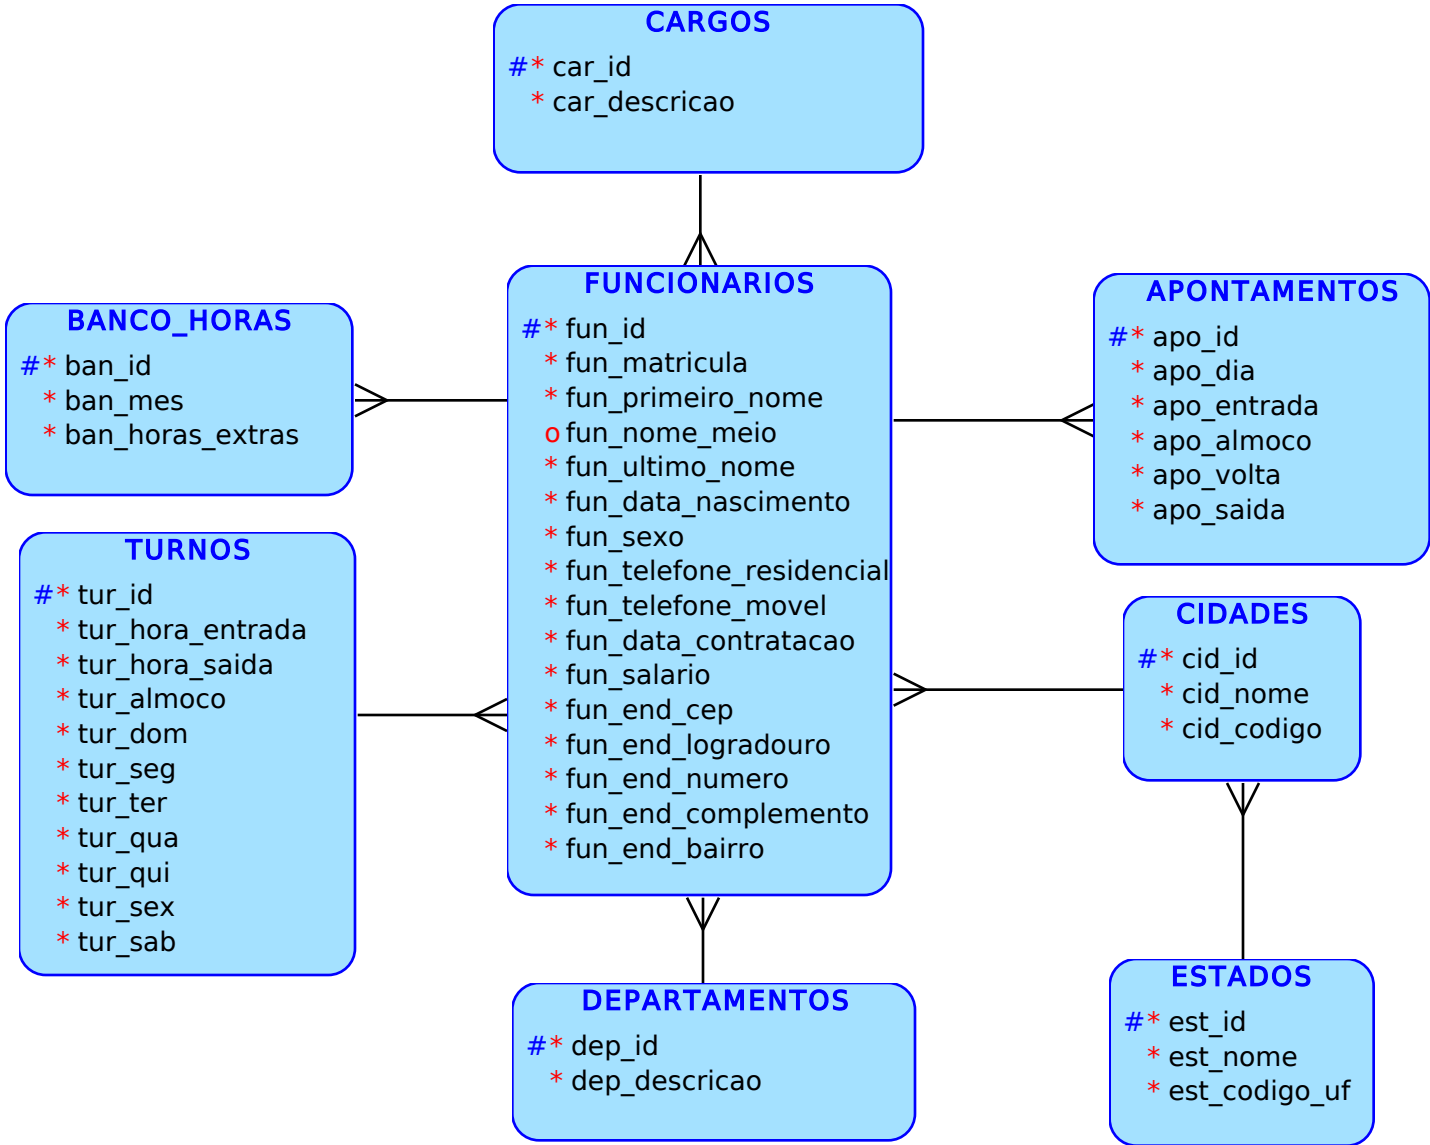 CARGOS
#* car_id
* car_descricao
FUNCIONARIOS
#* fun_id
* fun_matricula
* fun_primeiro_nome
o fun_nome_meio
* fun_ultimo_nome
* fun_data_nascimento
* fun_sexo
* fun_telefone_residencial
* fun_telefone_movel
* fun_data_contratacao
* fun_salario
* fun_end_cep
* fun_end_logradouro
* fun_end_numero
* fun_end_complemento
* fun_end_bairro
BANCO_HORAS
#* ban_id
* ban_mes
* ban_horas_extras
APONTAMENTOS
#* apo_id
* apo_dia
* apo_entrada
* apo_almoco
* apo_volta
* apo_saida
TURNOS
#* tur_id
* tur_hora_entrada
* tur_hora_saida
* tur_almoco
* tur_dom
* tur_seg
* tur_ter
* tur_qua
* tur_qui
* tur_sex
* tur_sab
CIDADES
#* cid_id
* cid_nome
* cid_codigo
DEPARTAMENTOS
#* dep_id
* dep_descricao
ESTADOS
#* est_id
* est_nome
* est_codigo_uf